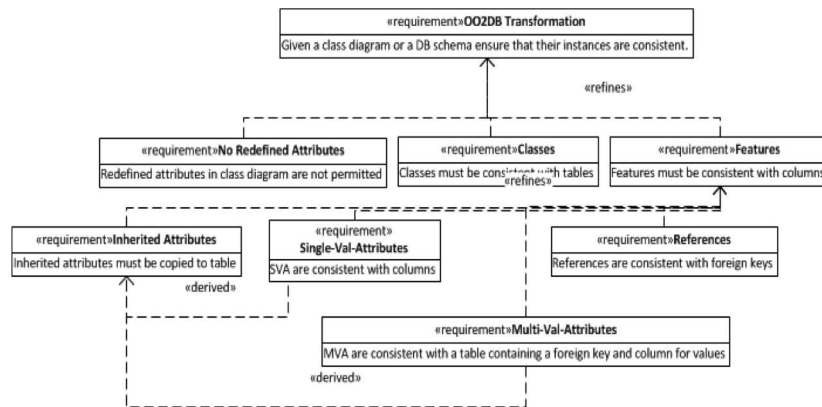 «requirement»OO2DB Transformation
Given a class diagram or a DB schema ensure that their instances are consistent.
«refines»
«requirement»No Redefined Attributes
Redefined attributes in class diagram are not permitted
«requirement»Classes
Classes must be consistent with tables
«requirement»Features
Features must be consistent with columns
«refines»
«requirement»Inherited Attributes
Inherited attributes must be copied to table
«requirement»
Single-Val-Attributes
SVA are consistent with columns
«requirement»References
References are consistent with foreign keys
«derived»
«requirement»Multi-Val-Attributes
MVA are consistent with a table containing a foreign key and column for values
«derived»